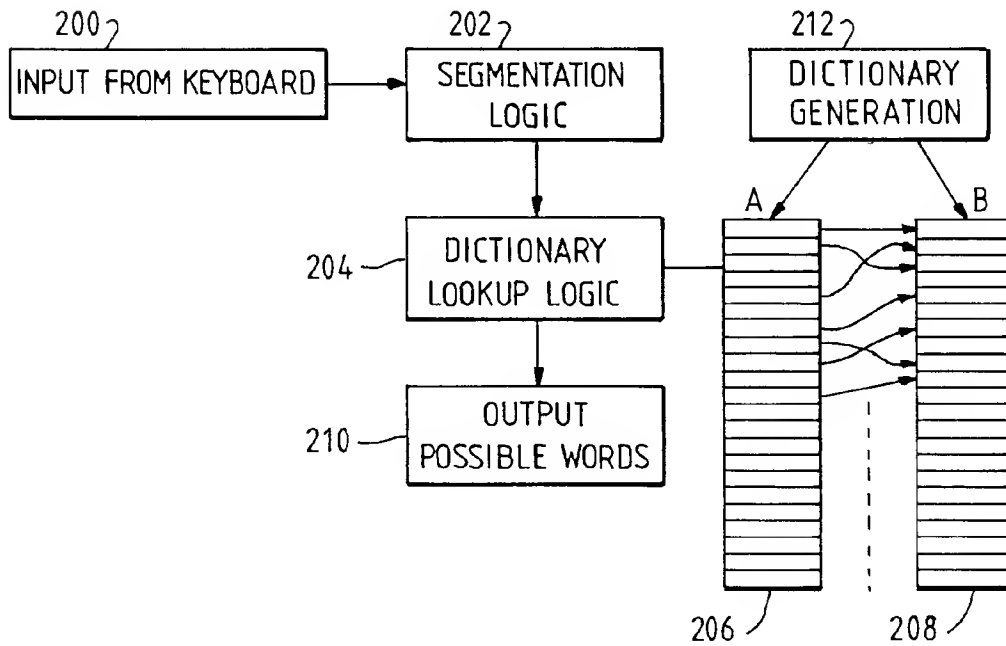 200
INPUT FROM KEYBOARD
202
SEGMENTATION
LOGIC
212
DICTIONARY
GENERATION
A
B
204
DICTIONARY
LOOKUP LOGIC
210
OUTPUT
POSSIBLE WORDS
206
208